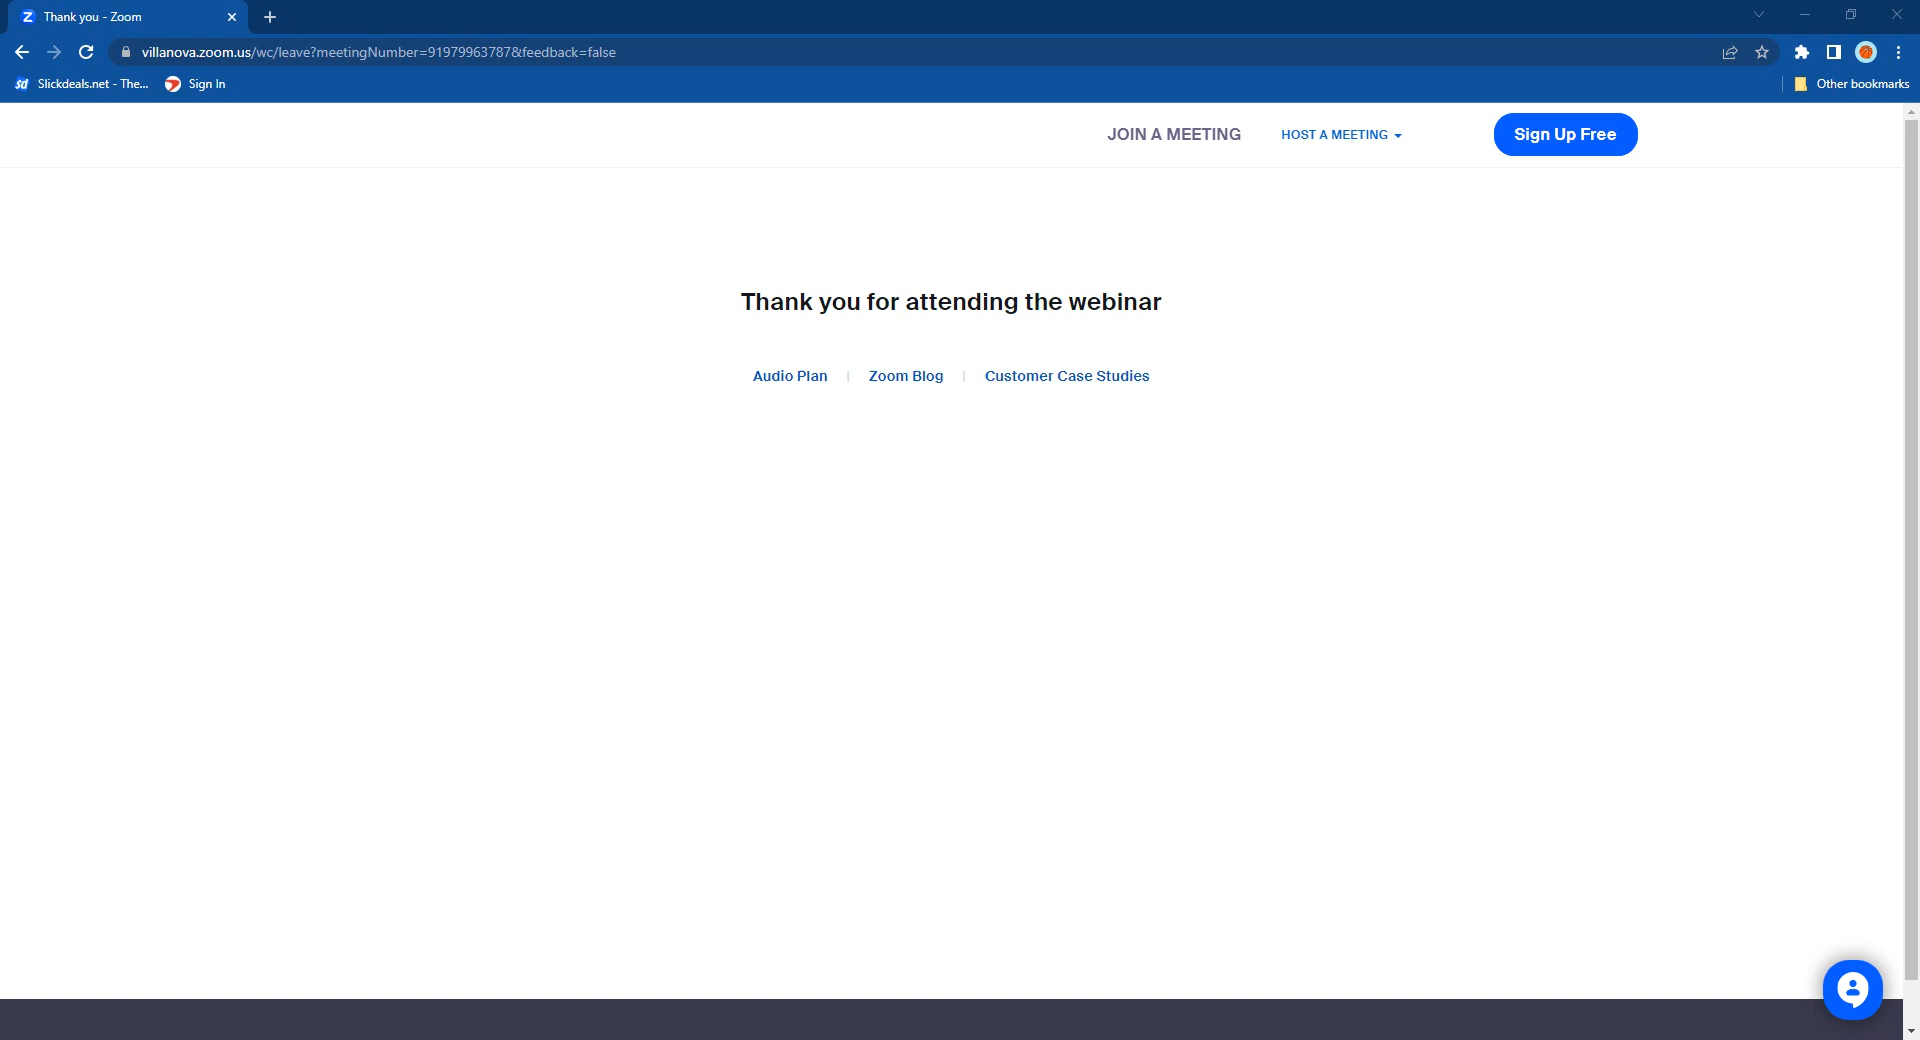 Thank you - Zoom
villanova.zoom.us/wc/leave?meetingNumber=91979963787&feedback=false
sd Slickdeals.net - The... Sign In Other bookmarks
JOIN A MEETING HOST A MEETING Sign Up Free
Thank you for attending the webinar
Audio Plan | Zoom Blog | Customer Case Studies